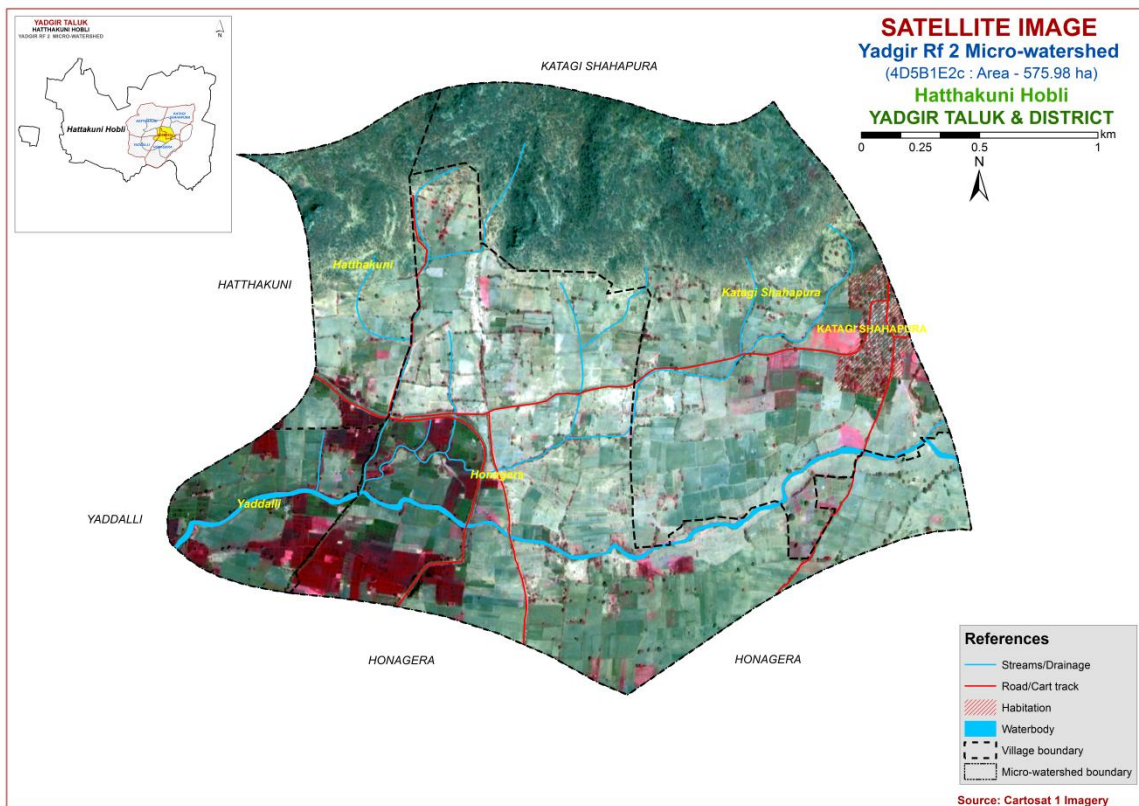 YADGIR TALUK
HATTHAKUNI HOBLI
YADGIR RF 2 MICRO-WATERSHED
N
Hattakuni Hobli
SATELLITE IMAGE
Yadgir Rf 2 Micro-watershed
(4D5B1E2c : Area - 575.98 ha)
Hatthakuni Hobli
YADGIR TALUK & DISTRICT
km
0 0.25 0.5 1
N
KATAGI SHAHAPURA
HATTHAKUNI
Hatthakuni
Katagi Shahapura
KATAGI SHAHAPURA
Honagera
Yaddalli
YADDALLI
HONAGERA
HONAGERA
References
Streams/Drainage
Road/Cart track
Habitation
Waterbody
Village boundary
Micro-watershed boundary
Source: Cartosat 1 Imagery